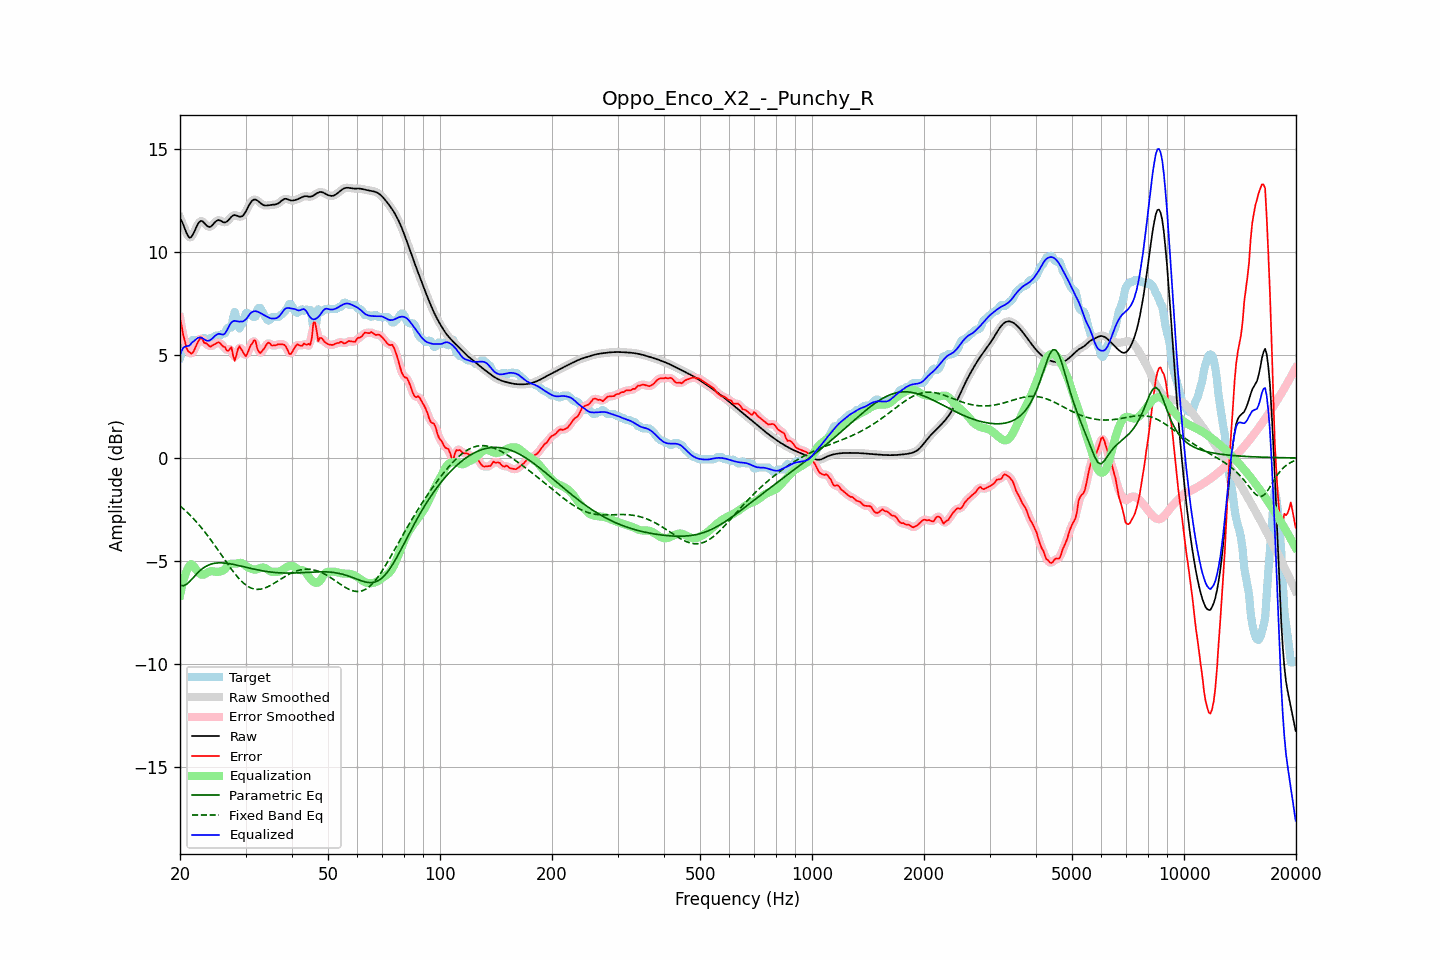 Oppo_Enco_X2_-_Punchy_R
Amplitude (dBr)
15
10
5
0
−5
−10
−15
Target
Raw Smoothed
Error Smoothed
Raw
Error
Equalization
Parametric Eq
Fixed Band Eq
Equalized
20 50 100 200 500 1000 2000 5000 10000 20000
Frequency (Hz)